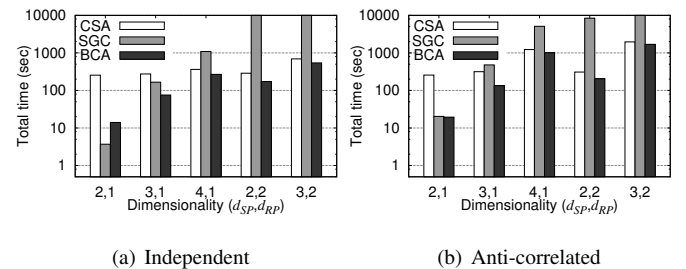 CSA
SGC
BCA
10000
1000
100
10
1
Total time (sec)
2,1
3,1
4,1
2,2
3,2
Dimensionality (dSP,dRP)
(a) Independent
CSA
SGC
BCA
10000
1000
100
10
1
Total time (sec)
2,1
3,1
4,1
2,2
3,2
Dimensionality (dSP,dRP)
(b) Anti-correlated